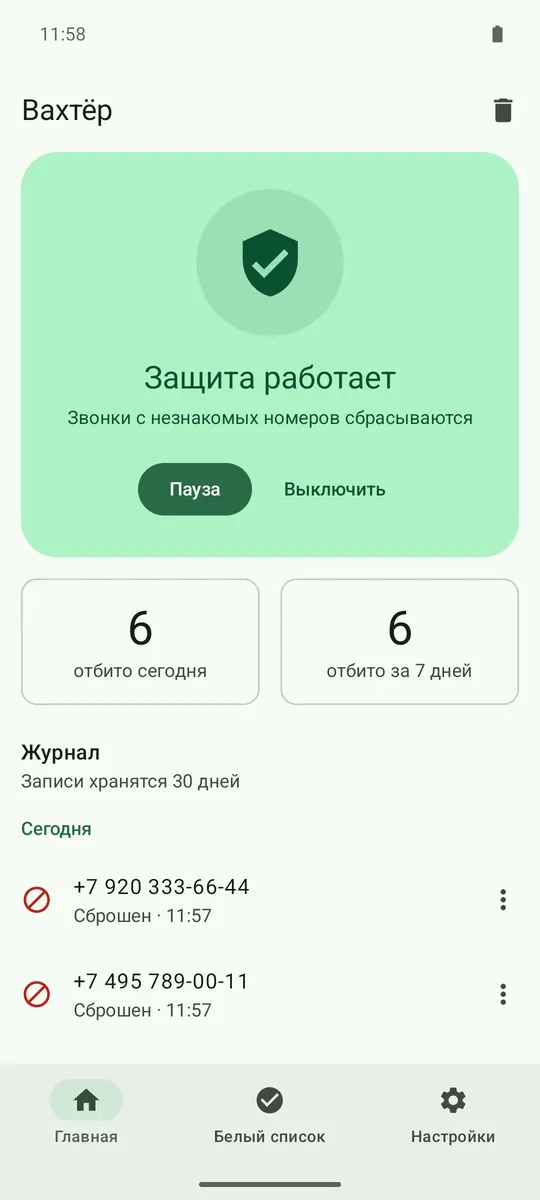 11:58
Вахтёр
Защита работает
Звонки с незнакомых номеров сбрасываются
Пауза
Выключить
6
отбито сегодня
6
отбито за 7 дней
Журнал
Записи хранятся 30 дней
Сегодня
+7 920 333-66-44
Сброшен · 11:57
+7 495 789-00-11
Сброшен · 11:57
Главная
Белый список
Настройки